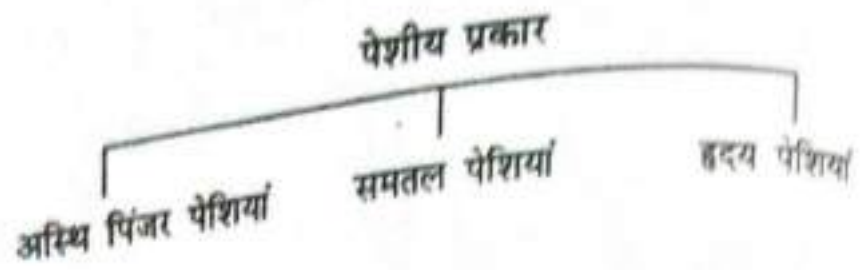 पेशीय प्रकार
अस्थि पिंजर पेशियां समतल पेशियां हृदय पेशियां